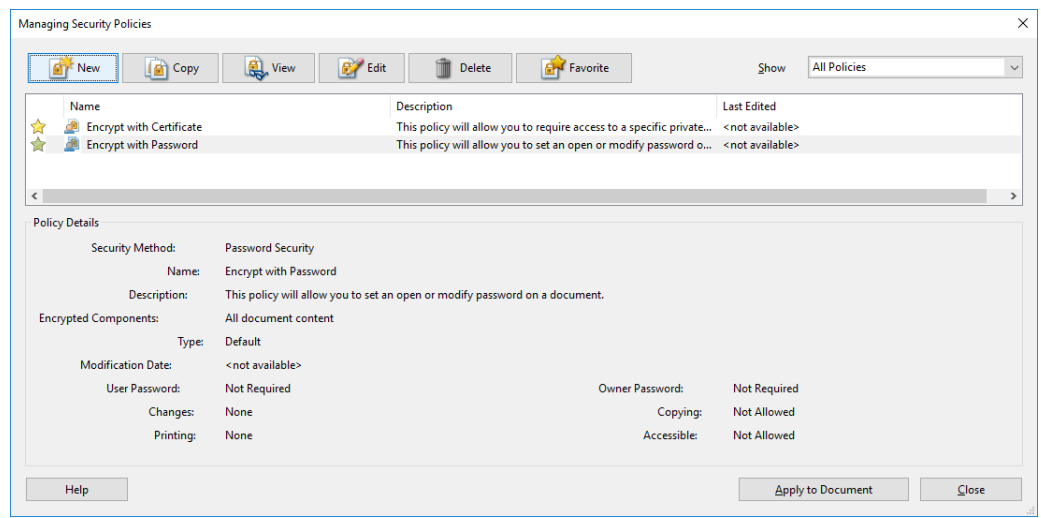 Managing Security Policies
New Copy View Edit Delete Favorite Show All Policies
Name Description Last Edited
Encrypt with Certificate This policy will allow you to require access to a specific private... <not available>
Encrypt with Password This policy will allow you to set an open or modify password o... <not available>
Policy Details
Security Method: Password Security
Name: Encrypt with Password
Description: This policy will allow you to set an open or modify password on a document.
Encrypted Components: All document content
Type: Default
Modification Date: <not available>
User Password: Not Required Owner Password: Not Required
Changes: None Copying: Not Allowed
Printing: None Accessible: Not Allowed
Help Apply to Document Close